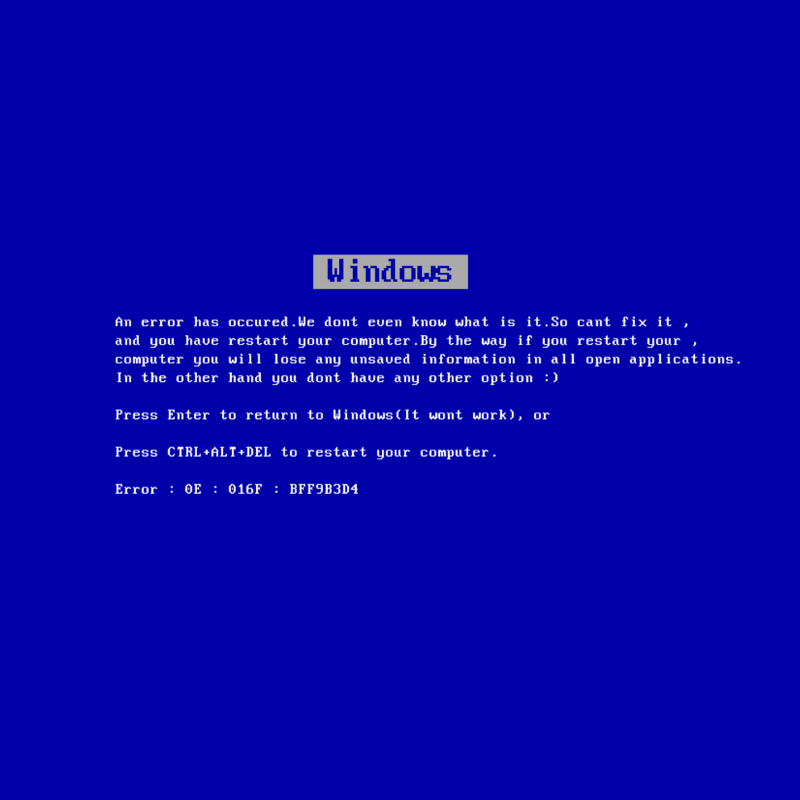 Windows
An error has occured.We dont even know what is it.So cant fix it ,
and you have restart your computer.By the way if you restart your ,
computer you will lose any unsaved information in all open applications.
In the other hand you dont have any other option :)
Press Enter to return to Windows(It wont work), or
Press CTRL+ALT+DEL to restart your computer.
Error : 0E : 016F : BFF9B3D4